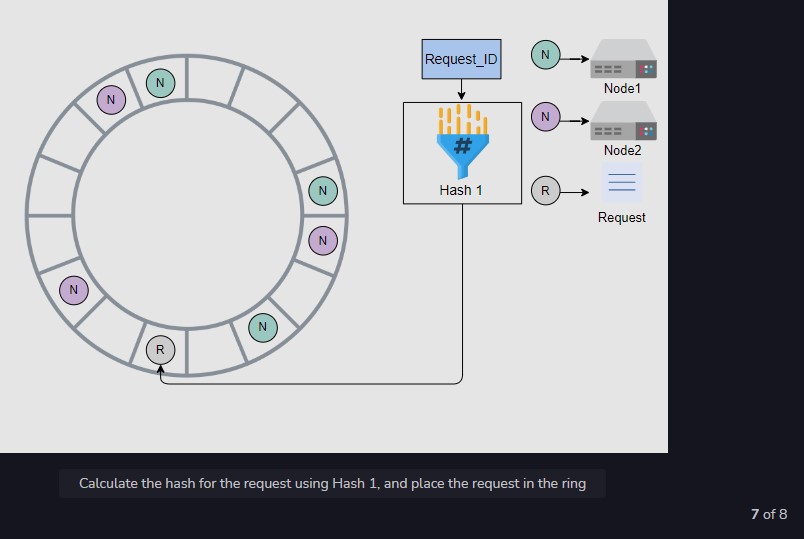 N
N
N
N
N
N
R
Request_ID
#
Hash 1
N
Node1
N
Node2
R
Request
Calculate the hash for the request using Hash 1, and place the request in the ring
7 of 8